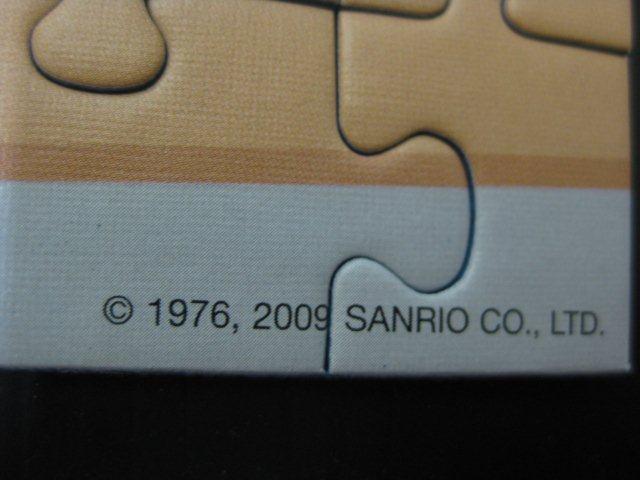 © 1976, 2009 SANRIO CO., LTD.